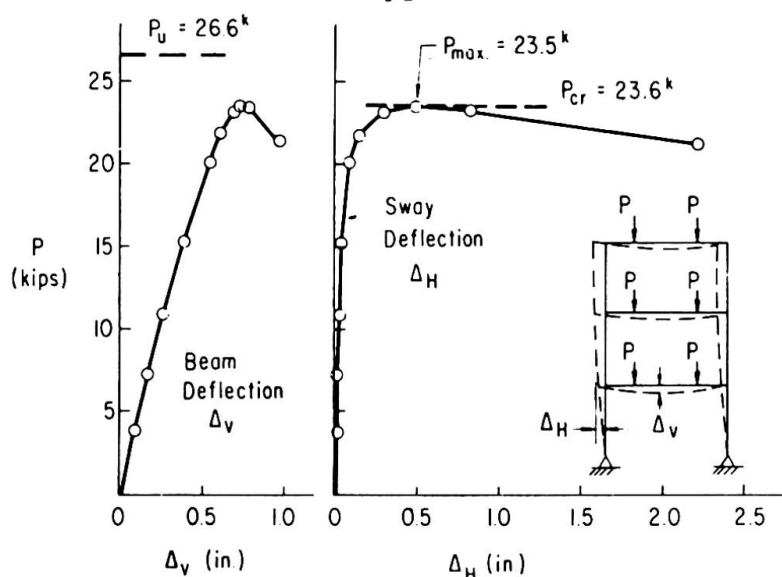 P_u = 26.6^k
P_max. = 23.5^k
P_cr = 23.6^k
25
20
15
10
5
P
(kips)
Beam
Deflection
Δ_v
Sway
Deflection
Δ_H
P P
P P
P P
Δ_H Δ_v
0 0.5 1.0
Δ_v (in.)
0 0.5 1.0 1.5 2.0 2.5
Δ_H (in)